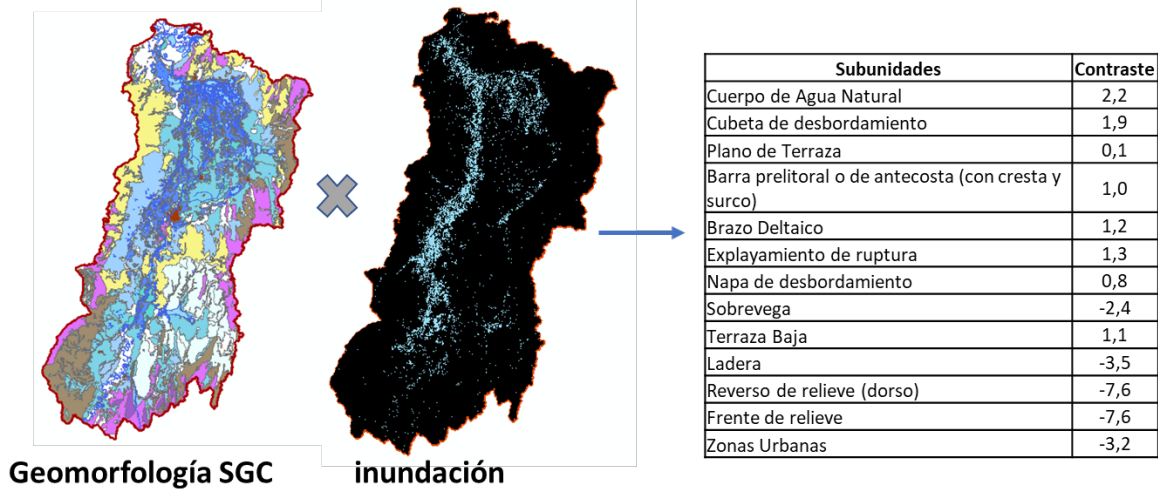 Geomorfología SGC
inundación
Subunidades Contraste
Cuerpo de Agua Natural 2,2
Cubeta de desbordamiento 1,9
Plano de Terraza 0,1
Barra prelitoral o de antecosta (con cresta y
surco) 1,0
Brazo Deltaico 1,2
Explayamiento de ruptura 1,3
Napa de desbordamiento 0,8
Sobrevega -2,4
Terraza Baja 1,1
Ladera -3,5
Reverso de relieve (dorso) -7,6
Frente de relieve -7,6
Zonas Urbanas -3,2